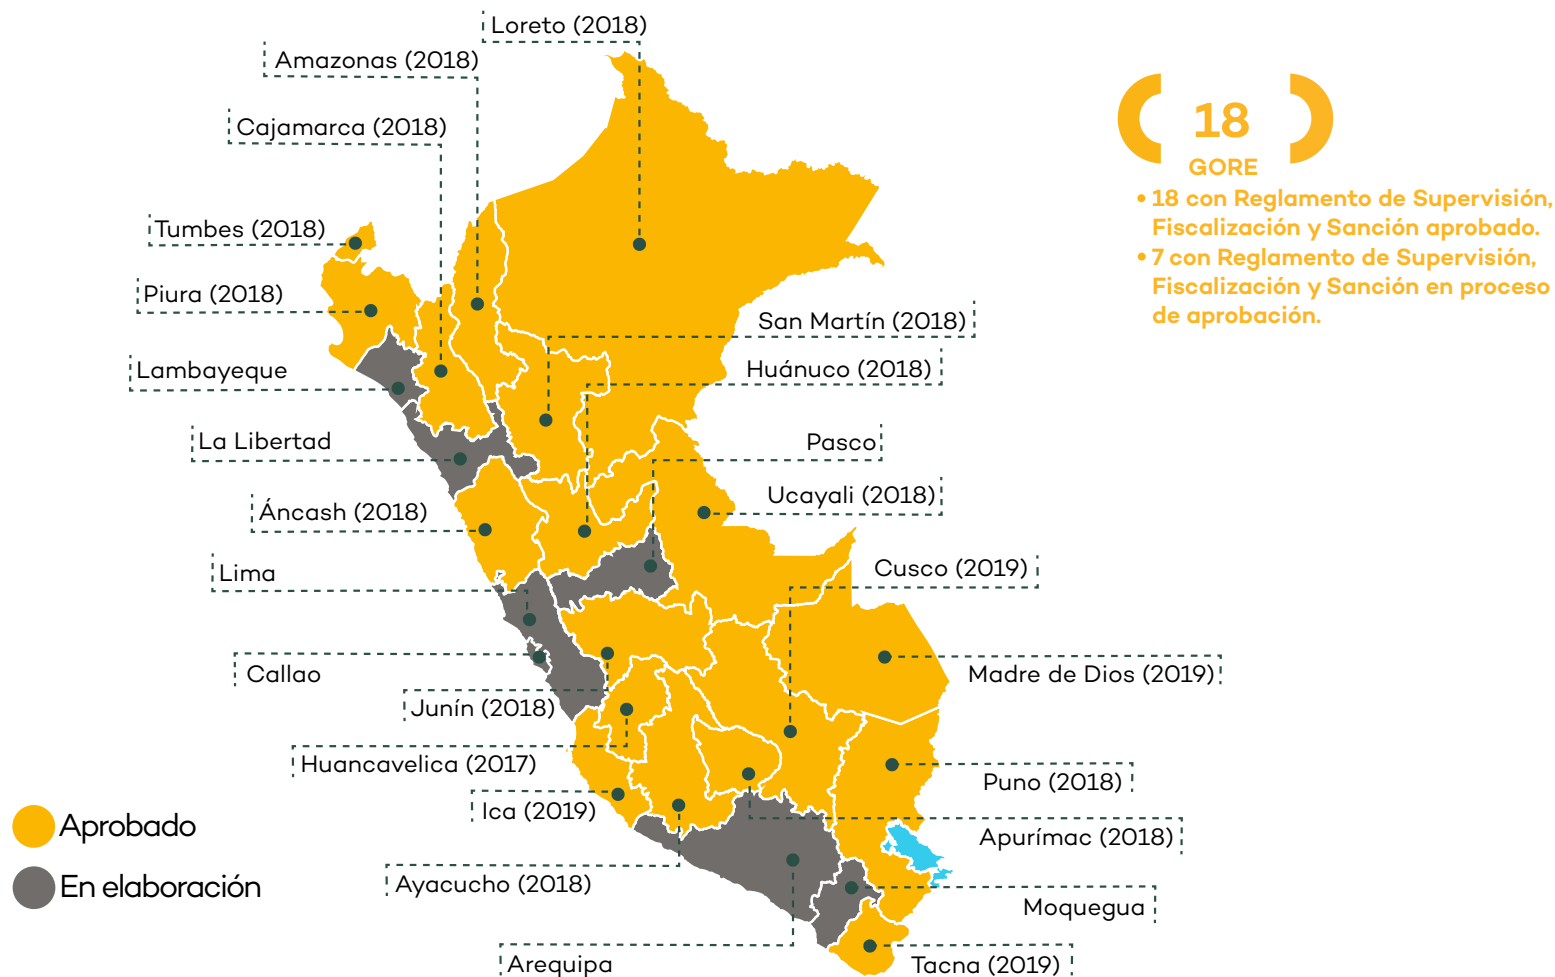 Loreto (2018)
Amazonas (2018)
Cajamarca (2018)
Tumbes (2018)
Piura (2018)
Lambayeque
La Libertad
Áncash (2018)
Lima
Callao
Junín (2018)
Huancavelica (2017)
Ica (2019)
Ayacucho (2018)
Arequipa
San Martín (2018)
Huánuco (2018)
Pasco
Ucayali (2018)
Cusco (2019)
Madre de Dios (2019)
Puno (2018)
Apurímac (2018)
Moquegua
Tacna (2019)
18
GORE
• 18 con Reglamento de Supervisión,
Fiscalización y Sanción aprobado.
• 7 con Reglamento de Supervisión,
Fiscalización y Sanción en proceso
de aprobación.
Aprobado
En elaboración